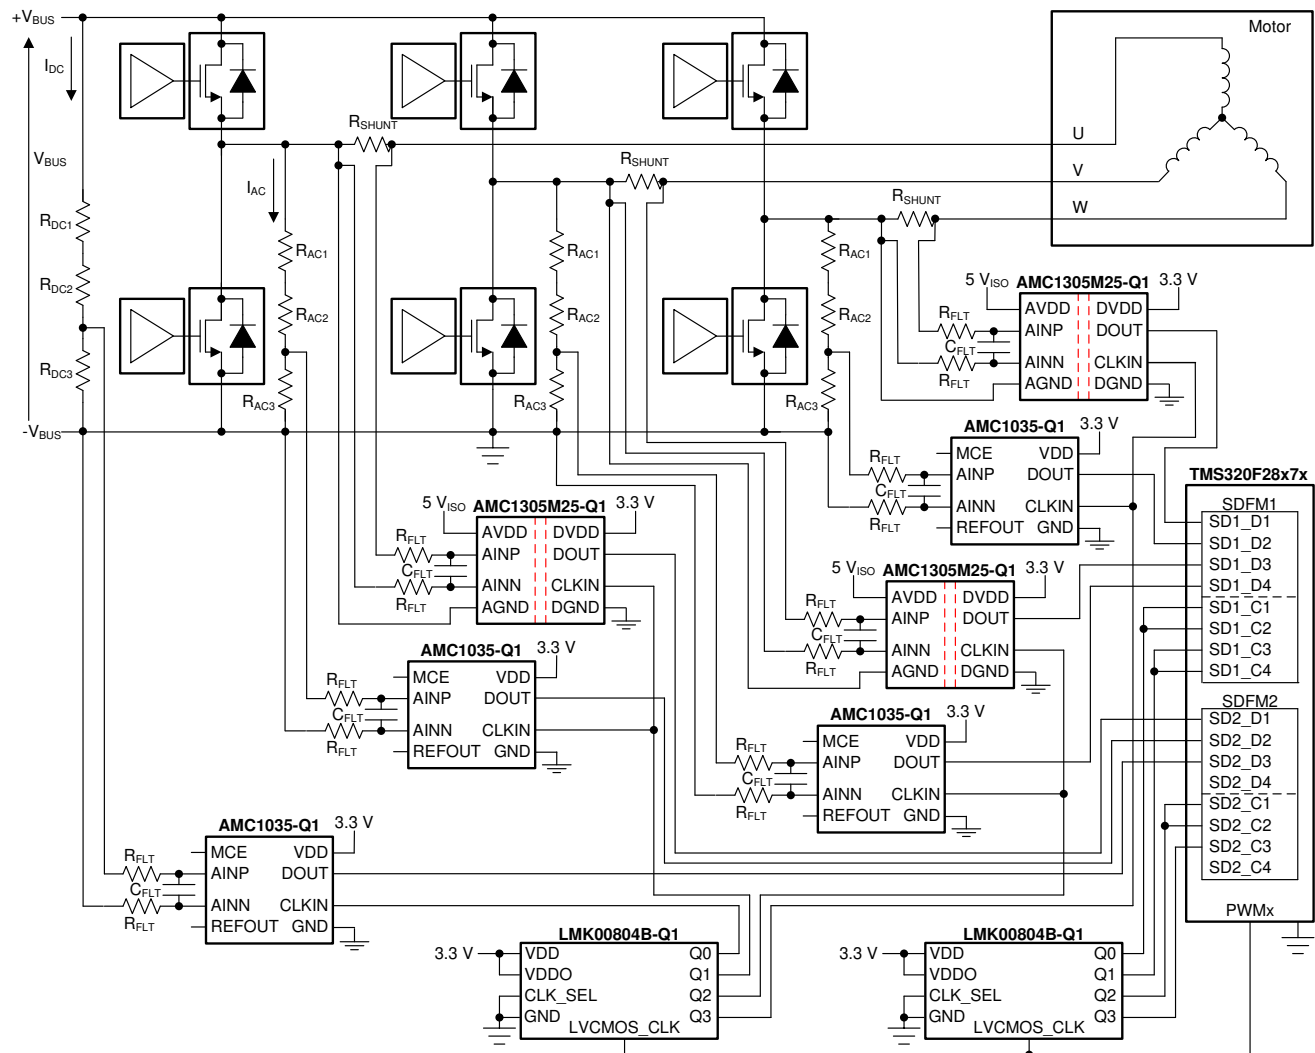 +VBUS
IDC
VBUS
RDC1
RDC2
RDC3
-VBUS
IAC
RAC1
RAC2
RAC3
RSHUNT
RAC1
RAC2
RAC3
RSHUNT
RAC1
RAC2
RAC3
RSHUNT
Motor
U
V
W
5 VISO AMC1305M25-Q1 3.3 V
RFLT
CFLT
RFLT
AVDD DVDD
AINP DOUT
AINN CLKIN
AGND DGND
AMC1035-Q1 3.3 V
RFLT
CFLT
RFLT
MCE VDD
AINP DOUT
AINN CLKIN
REFOUT GND
5 VISO AMC1305M25-Q1 3.3 V
RFLT
CFLT
RFLT
AVDD DVDD
AINP DOUT
AINN CLKIN
AGND DGND
AMC1035-Q1 3.3 V
RFLT
CFLT
RFLT
MCE VDD
AINP DOUT
AINN CLKIN
REFOUT GND
5 VISO AMC1305M25-Q1 3.3 V
RFLT
CFLT
RFLT
AVDD DVDD
AINP DOUT
AINN CLKIN
AGND DGND
AMC1035-Q1 3.3 V
RFLT
CFLT
RFLT
MCE VDD
AINP DOUT
AINN CLKIN
REFOUT GND
AMC1035-Q1 3.3 V
RFLT
CFLT
RFLT
MCE VDD
AINP DOUT
AINN CLKIN
REFOUT GND
TMS320F28x7x
SDFM1
SD1_D1
SD1_D2
SD1_D3
SD1_D4
SD1_C1
SD1_C2
SD1_C3
SD1_C4
SDFM2
SD2_D1
SD2_D2
SD2_D3
SD2_D4
SD2_C1
SD2_C2
SD2_C3
SD2_C4
PWMx
LMK00804B-Q1
3.3 V
VDD Q0
VDDO Q1
CLK_SEL Q2
GND Q3
LVCMOS_CLK
LMK00804B-Q1
3.3 V
VDD Q0
VDDO Q1
CLK_SEL Q2
GND Q3
LVCMOS_CLK